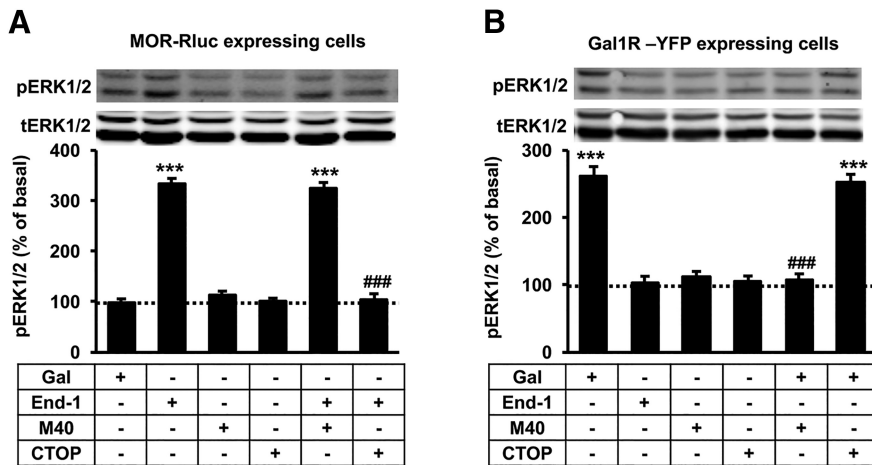 A
MOR-Rluc expressing cells
pERK1/2
tERK1/2
pERK1/2 (% of basal)
400
300
200
100
0
***
***
###
Gal + - - - - -
End-1 - + - - + +
M40 - - + - + -
CTOP - - - + - +
B
Gal1R –YFP expressing cells
pERK1/2
tERK1/2
pERK1/2 (% of basal)
300
200
100
0
***
###
***
Gal + - - - + +
End-1 - + - - - -
M40 - - + - + -
CTOP - - - + - +